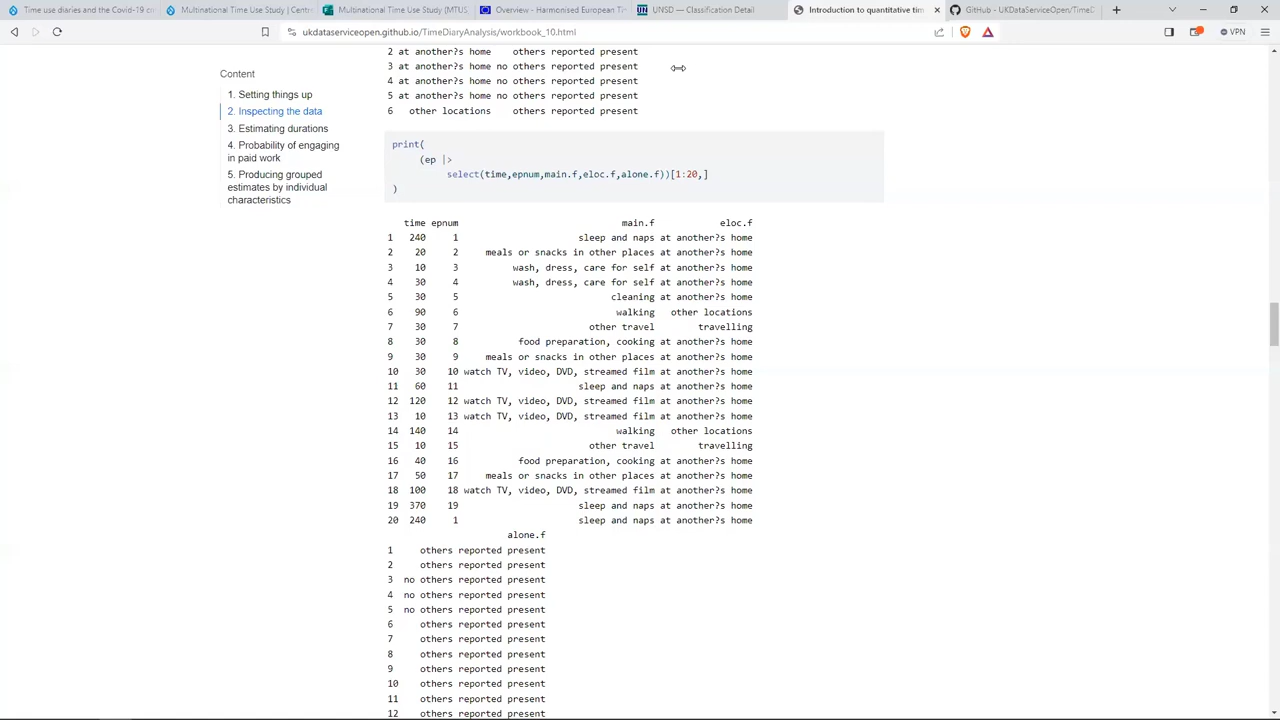 Time use diaries and the Covid-19 cr
Multinational Time Use Study | Centr
Multinational Time Use Study (MTUS
Overview - Harmonised European Ti
UNSD — Classification Detail
Introduction to quantitative tim
GitHub - UKDataServiceOpen/TimeD
ukdataserviceopen.github.io/TimeDiaryAnalysis/workbook_10.html
VPN
Content
1. Setting things up
2. Inspecting the data
3. Estimating durations
4. Probability of engaging
in paid work
5. Producing grouped
estimates by individual
characteristics
2 at another?s home others reported present
3 at another?s home no others reported present
4 at another?s home no others reported present
5 at another?s home no others reported present
6 other locations others reported present
print(
(ep |>
select(time,epnum,main.f,eloc.f,alone.f))[1:20,]
)
time epnum main.f eloc.f
1 240 1 sleep and naps at another?s home
2 20 2 meals or snacks in other places at another?s home
3 10 3 wash, dress, care for self at another?s home
4 30 4 wash, dress, care for self at another?s home
5 30 5 cleaning at another?s home
6 90 6 walking other locations
7 30 7 other travel travelling
8 30 8 food preparation, cooking at another?s home
9 30 9 meals or snacks in other places at another?s home
10 30 10 watch TV, video, DVD, streamed film at another?s home
11 60 11 sleep and naps at another?s home
12 120 12 watch TV, video, DVD, streamed film at another?s home
13 10 13 watch TV, video, DVD, streamed film at another?s home
14 140 14 walking other locations
15 10 15 other travel travelling
16 40 16 food preparation, cooking at another?s home
17 50 17 meals or snacks in other places at another?s home
18 100 18 watch TV, video, DVD, streamed film at another?s home
19 370 19 sleep and naps at another?s home
20 240 1 sleep and naps at another?s home
alone.f
1 others reported present
2 others reported present
3 no others reported present
4 no others reported present
5 no others reported present
6 others reported present
7 others reported present
8 others reported present
9 others reported present
10 others reported present
11 others reported present
12 others reported present